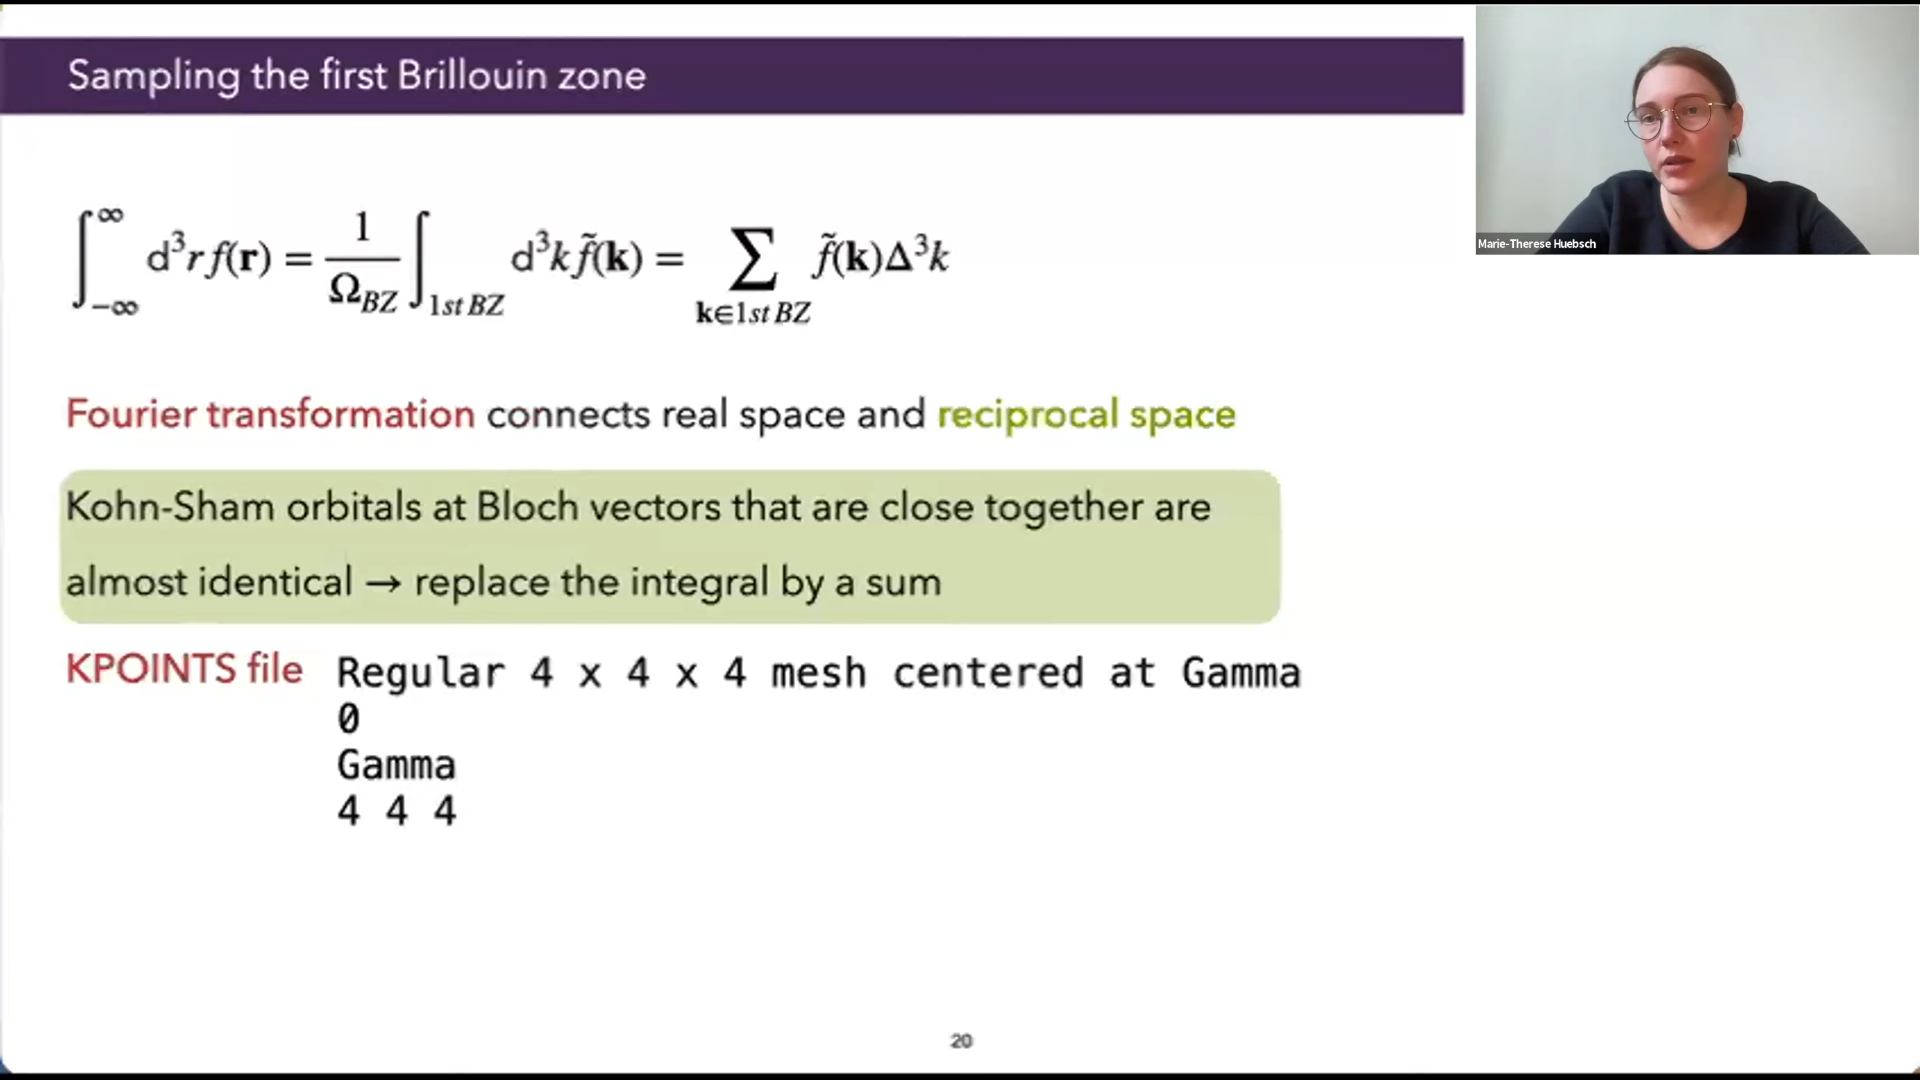 Sampling the first Brillouin zone
Marie-Therese Huebsch
∫_{-∞}^{∞} d³r f(𝐫) = 1/Ω_{BZ} ∫_{1st BZ} d³k f̃(𝐤) = ∑_{𝐤∈1st BZ} f̃(𝐤)Δ³k
Fourier transformation connects real space and reciprocal space
Kohn-Sham orbitals at Bloch vectors that are close together are
almost identical → replace the integral by a sum
KPOINTS file Regular 4 x 4 x 4 mesh centered at Gamma
0
Gamma
4 4 4
20